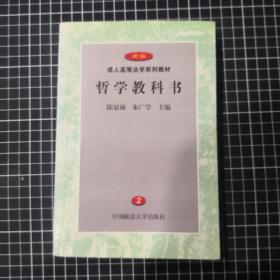 新编
成人高等法学系列教材
哲学教科书
陆显禄 朱广学 主编
2
中国政法大学出版社